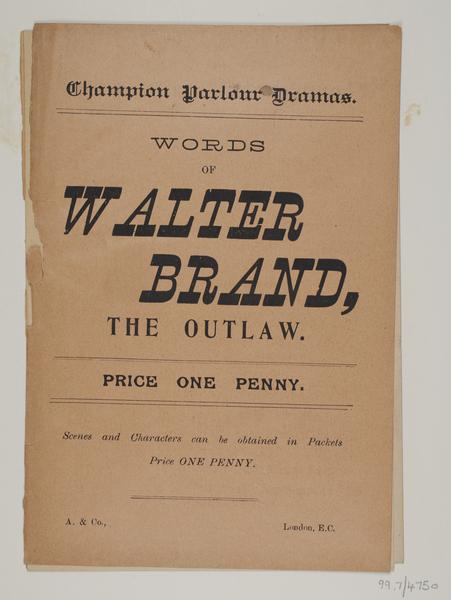 Champion Parlour Dramas.
WORDS
OF
WALTER
BRAND,
THE OUTLAW.
PRICE ONE PENNY.
Scenes and Characters can be obtained in Packets
Price ONE PENNY.
A. & Co., London, E.C.
99.7/4750